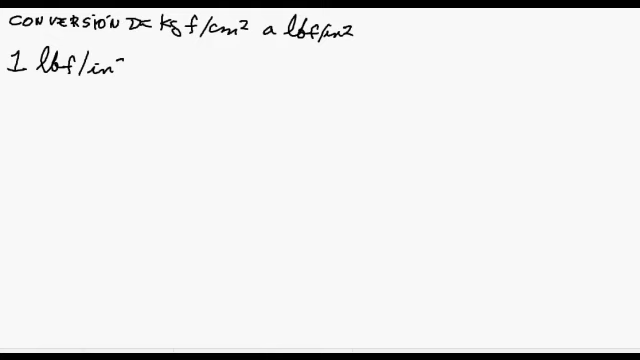 CONVERSIÓN DE kgf/cm² a lbf/in²
1 lbf/in